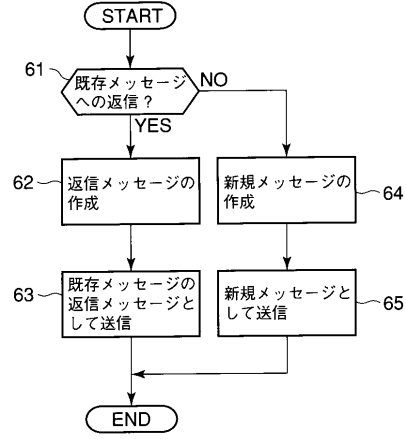 START
61
既存メッセージ
への返信？
NO
YES
62
返信メッセージの
作成
新規メッセージの
作成
64
63
既存メッセージの
返信メッセージと
して送信
新規メッセージと
して送信
65
END